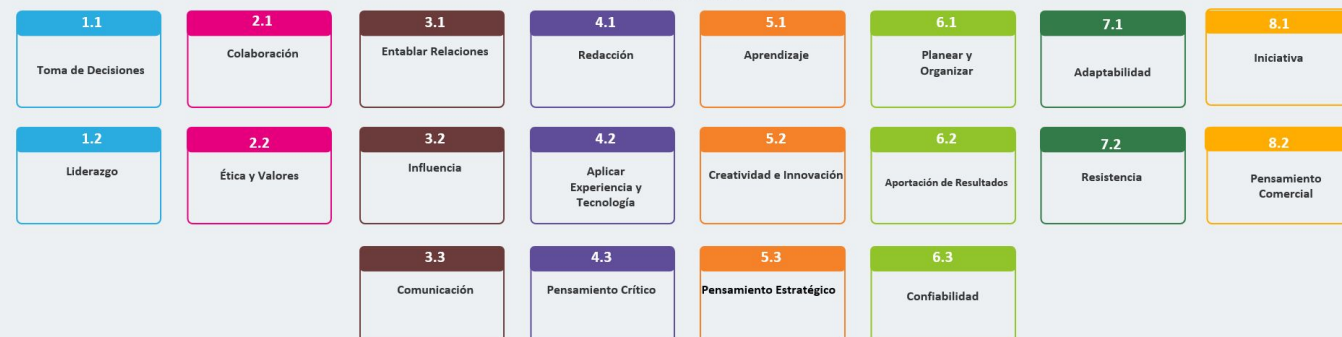 1.1
Toma de Decisiones
2.1
Colaboración
3.1
Entablar Relaciones
4.1
Redacción
5.1
Aprendizaje
6.1
Planear y
Organizar
7.1
Adaptabilidad
8.1
Iniciativa
1.2
Liderazgo
2.2
Ética y Valores
3.2
Influencia
4.2
Aplicar
Experiencia y
Tecnología
5.2
Creatividad e Innovación
6.2
Aportación de Resultados
7.2
Resistencia
8.2
Pensamiento
Comercial
3.3
Comunicación
4.3
Pensamiento Crítico
5.3
Pensamiento Estratégico
6.3
Confiabilidad